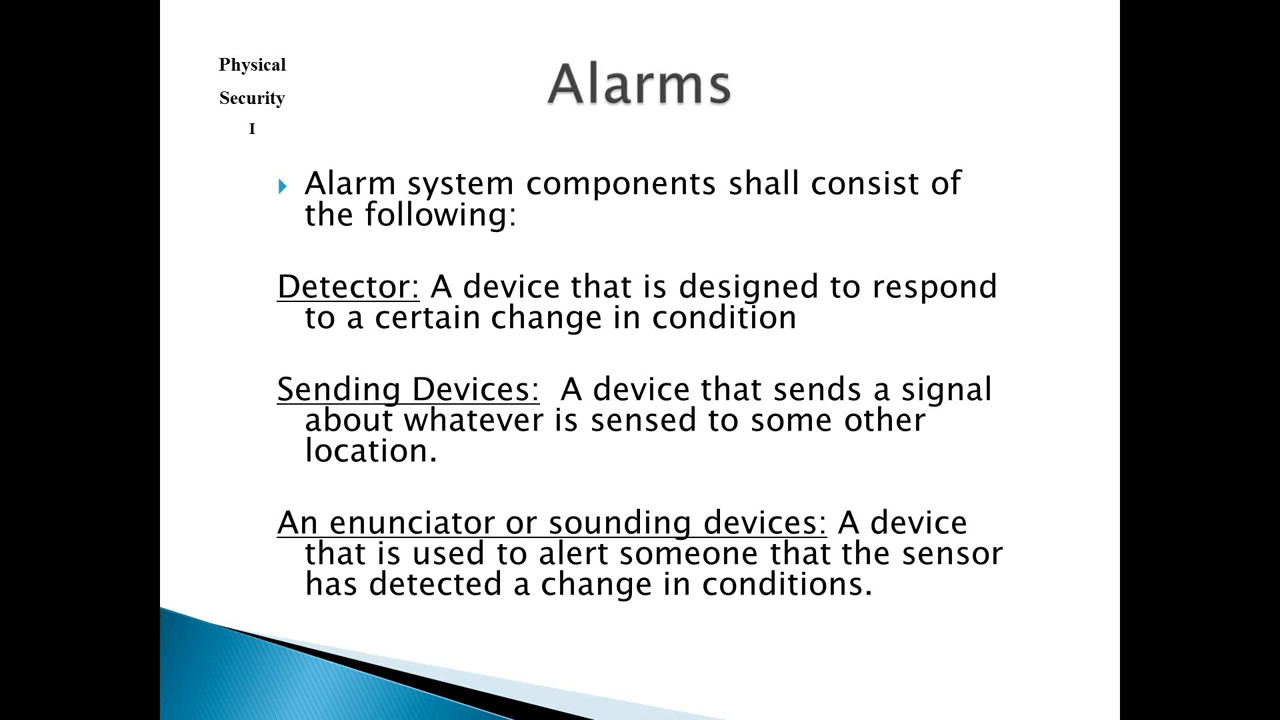 Physical
Security
I
Alarms
Alarm system components shall consist of
the following:
Detector: A device that is designed to respond
to a certain change in condition
Sending Devices:  A device that sends a signal
about whatever is sensed to some other
location.
An enunciator or sounding devices: A device
that is used to alert someone that the sensor
has detected a change in conditions.